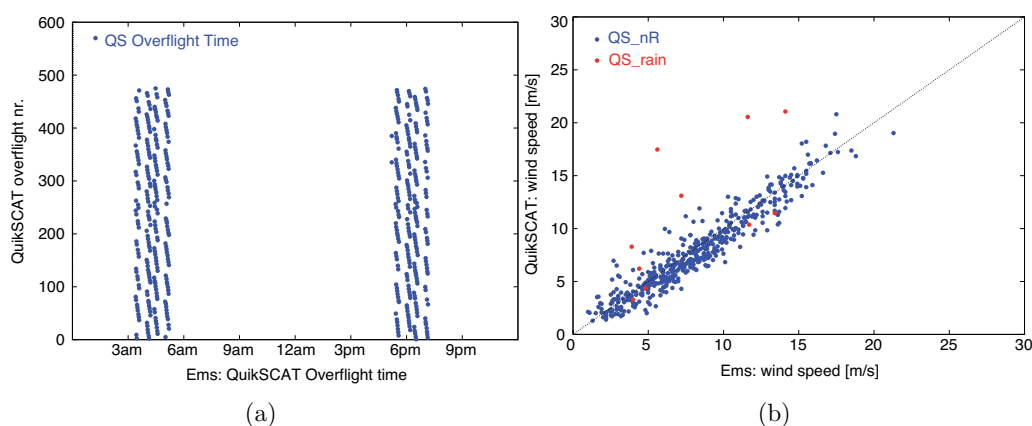 600
500
400
300
200
100
0
QuikSCAT overflight nr.
QS Overflight Time
3am 6am 9am 12am 3pm 6pm 9pm
Ems: QuikSCAT Overflight time
(a)
30
25
20
15
10
5
0
QuikSCAT: wind speed [m/s]
QS_nR
QS_rain
0 5 10 15 20 25 30
Ems: wind speed [m/s]
(b)